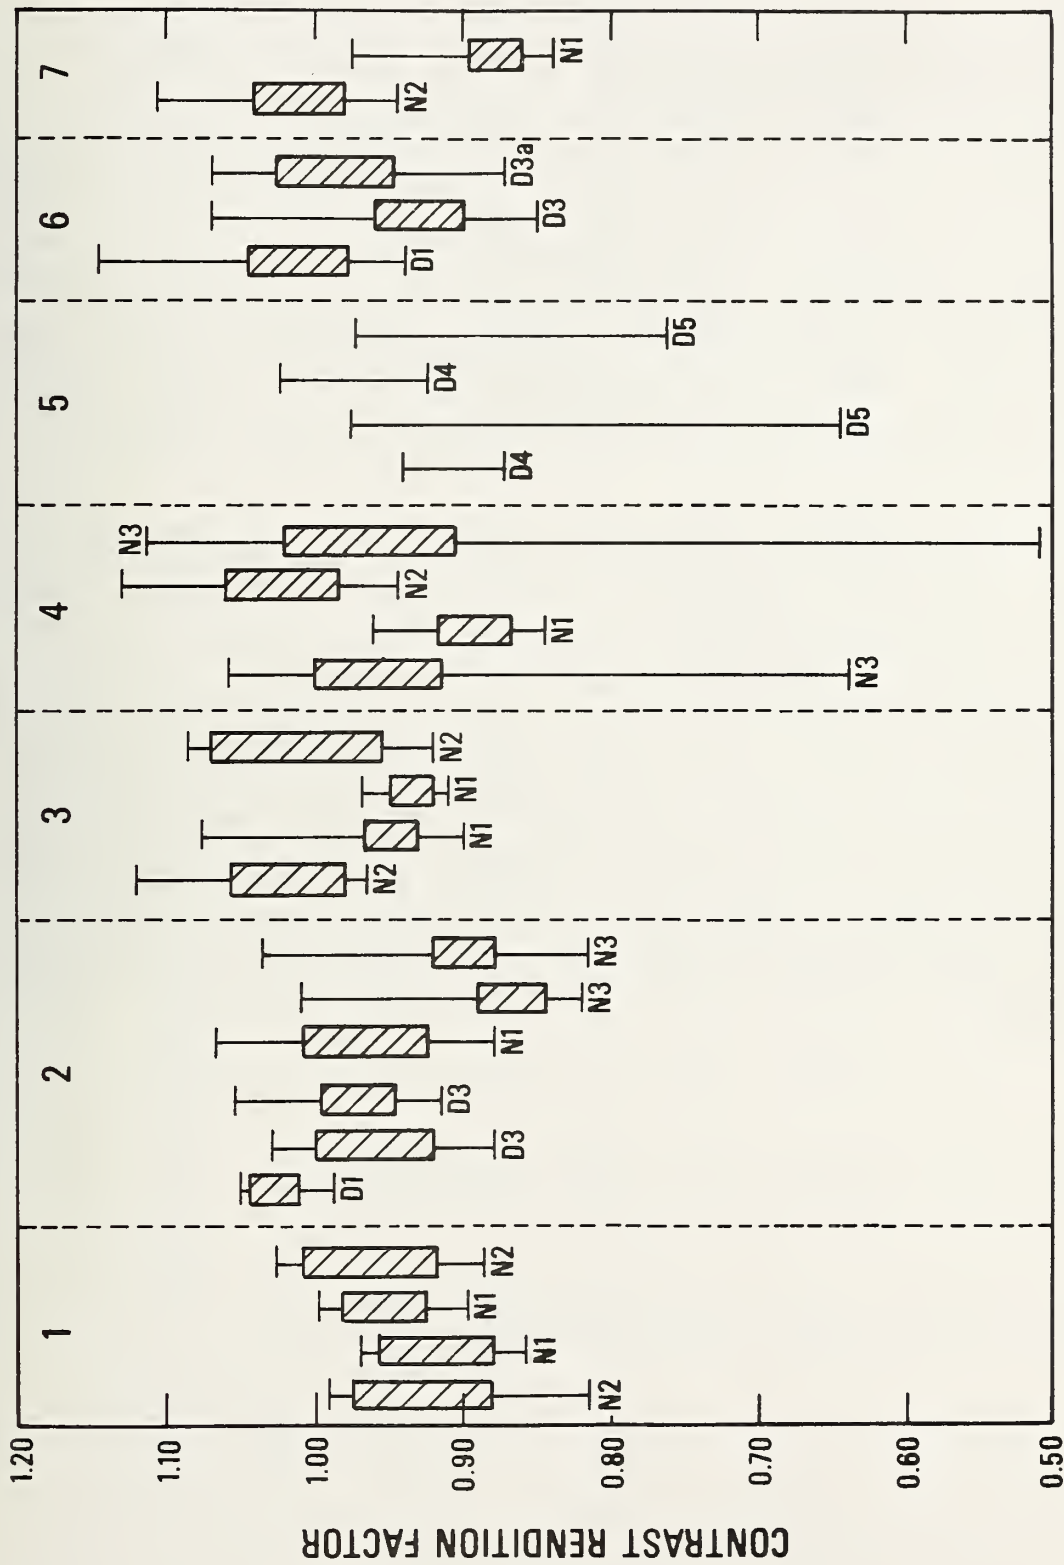 CONTRAST RENDITION FACTOR
1.20
1.10
1.00
0.90
0.80
0.70
0.60
0.50
1
2
3
4
5
6
7
N2
N1
N1
N2
D1
D3
D3
N1
N3
N3
N2
N1
N1
N2
N3
N1
N2
N3
D4
D5
D4
D5
D1
D3
D3a
N2
N1